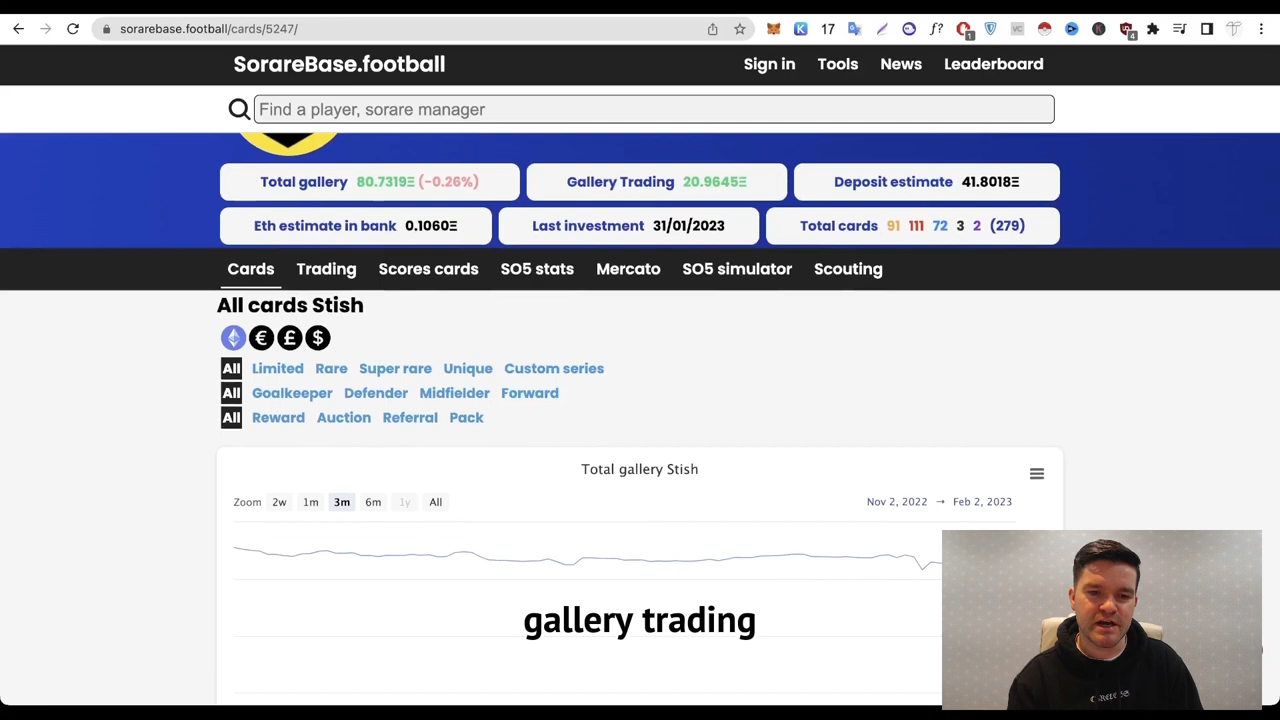 sorarebase.football/cards/5247/
17
f?
VC
1
4
SorareBase.football
Sign in Tools News Leaderboard
Find a player, sorare manager
Total gallery 80.7319Ξ (-0.26%)
Gallery Trading 20.9645Ξ
Deposit estimate 41.8018Ξ
Eth estimate in bank 0.1060Ξ
Last investment 31/01/2023
Total cards 91 111 72 3 2 (279)
Cards Trading Scores cards SO5 stats Mercato SO5 simulator Scouting
All cards Stish
€ £ $
All Limited Rare Super rare Unique Custom series
All Goalkeeper Defender Midfielder Forward
All Reward Auction Referral Pack
Total gallery Stish
Zoom 2w 1m 3m 6m 1y All
Nov 2, 2022 → Feb 2, 2023
gallery trading